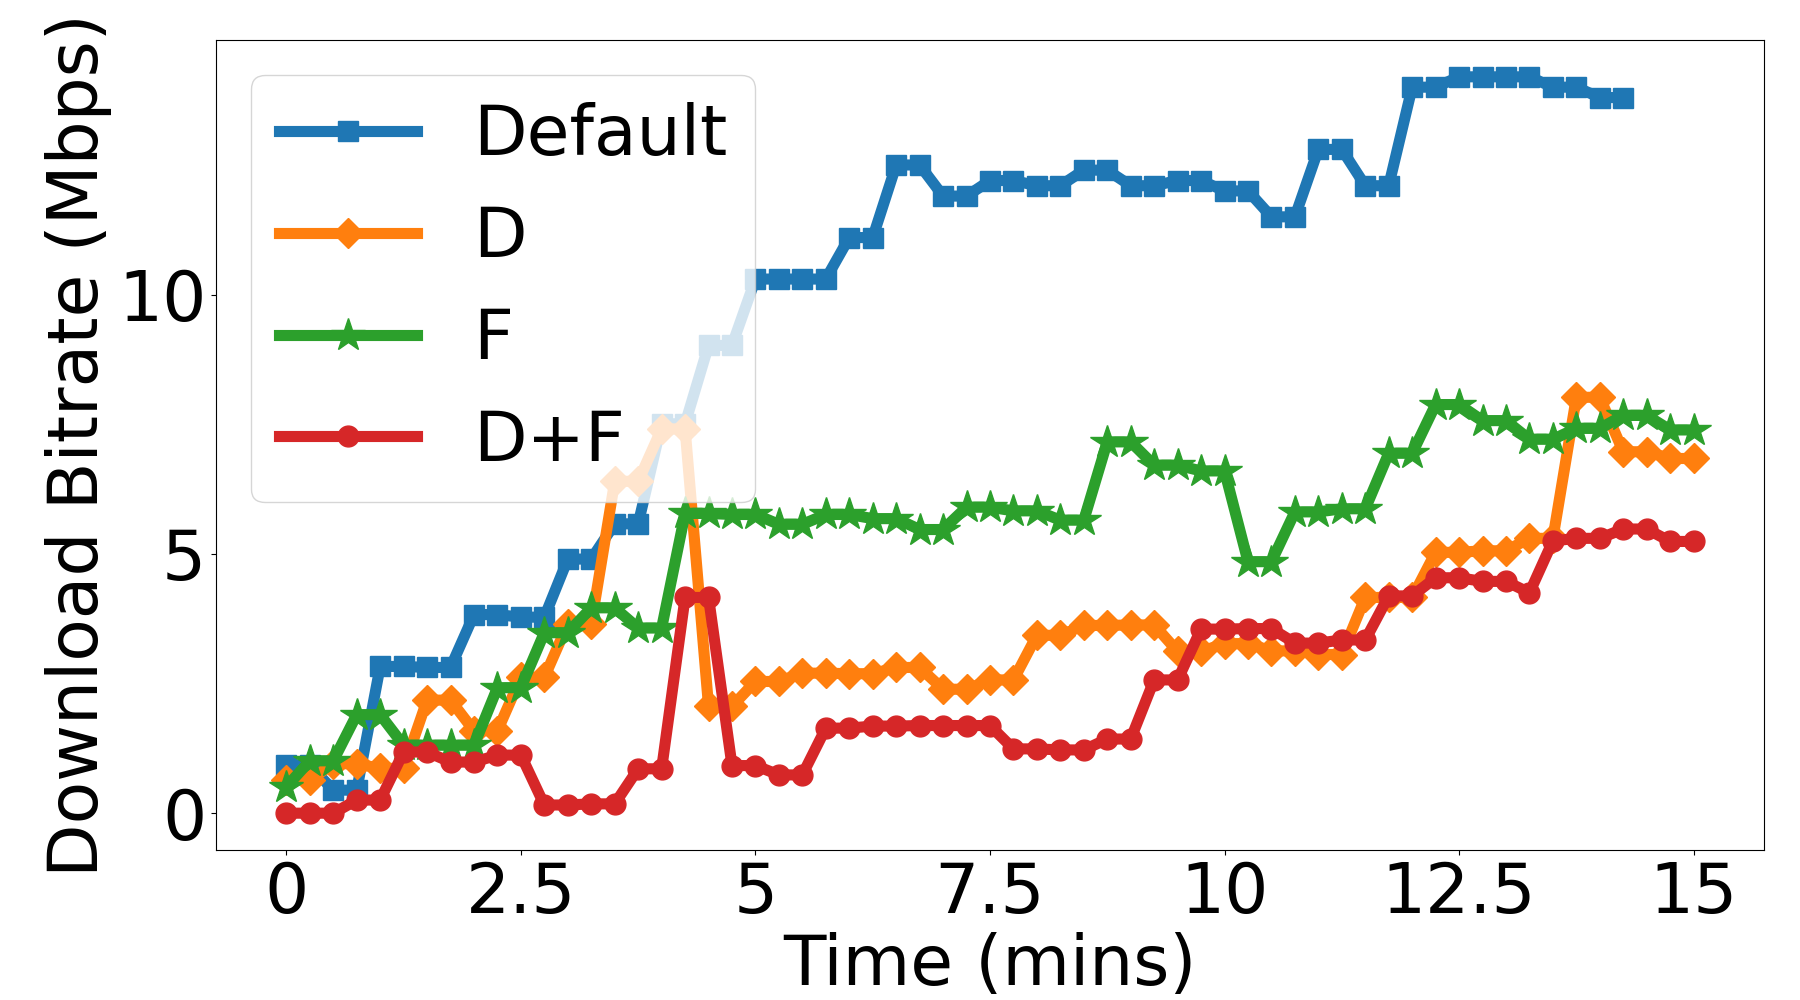 Download Bitrate (Mbps)
10
5
0
Default
D
F
D+F
0 2.5 5 7.5 10 12.5 15
Time (mins)